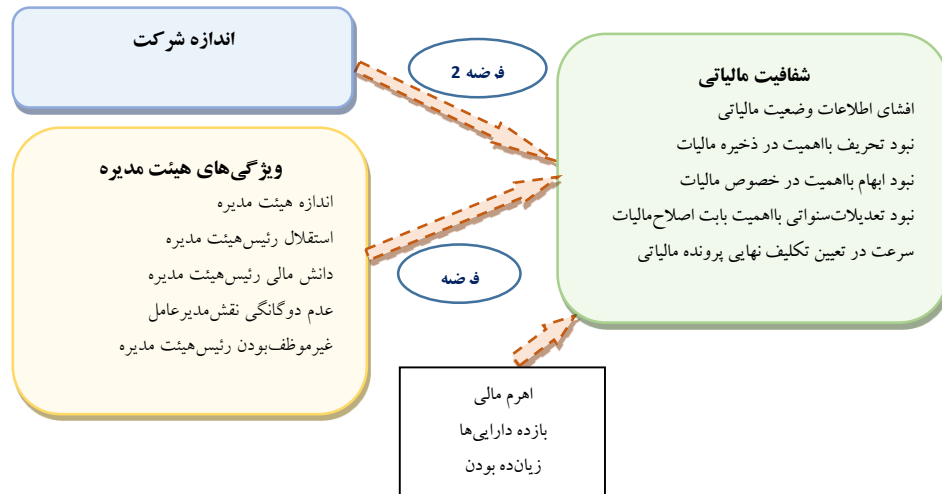 اندازه شرکت
فرضه 2
شفافیت مالیاتی
افشای اطلاعات وضعیت مالیاتی
نبود تحریف بااهمیت در ذخیره مالیات
نبود ابهام بااهمیت در خصوص مالیات
نبود تعدیلات‌سنواتی بااهمیت بابت اصلاح‌مالیات
سرعت در تعیین تکلیف نهایی پرونده مالیاتی
ویژگی‌های هیئت مدیره
اندازه هیئت مدیره
استقلال رئیس‌هیئت مدیره
دانش مالی رئیس‌هیئت مدیره
عدم دوگانگی نقش‌مدیرعامل
غیرموظف‌بودن رئیس‌هیئت مدیره
فرضه
اهرم مالی
بازده دارایی‌ها
زیان‌ده بودن